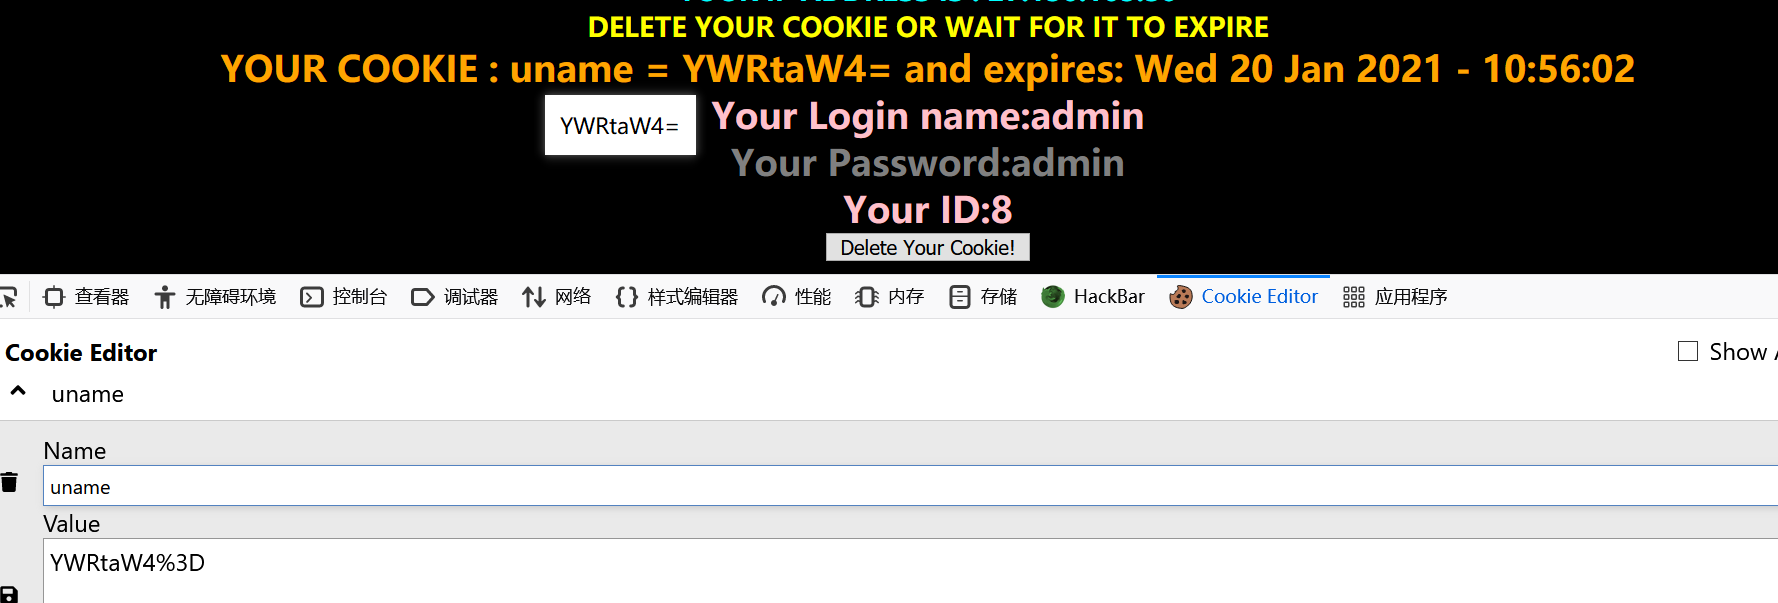 DELETE YOUR COOKIE OR WAIT FOR IT TO EXPIRE
YOUR COOKIE : uname = YWRtaW4= and expires: Wed 20 Jan 2021 - 10:56:02
YWRtaW4=
Your Login name:admin
Your Password:admin
Your ID:8
Delete Your Cookie!
查看器 无障碍环境 控制台 调试器 网络 样式编辑器 性能 内存 存储 HackBar Cookie Editor 应用程序
Cookie Editor
Show
uname
Name
uname
Value
YWRtaW4%3D